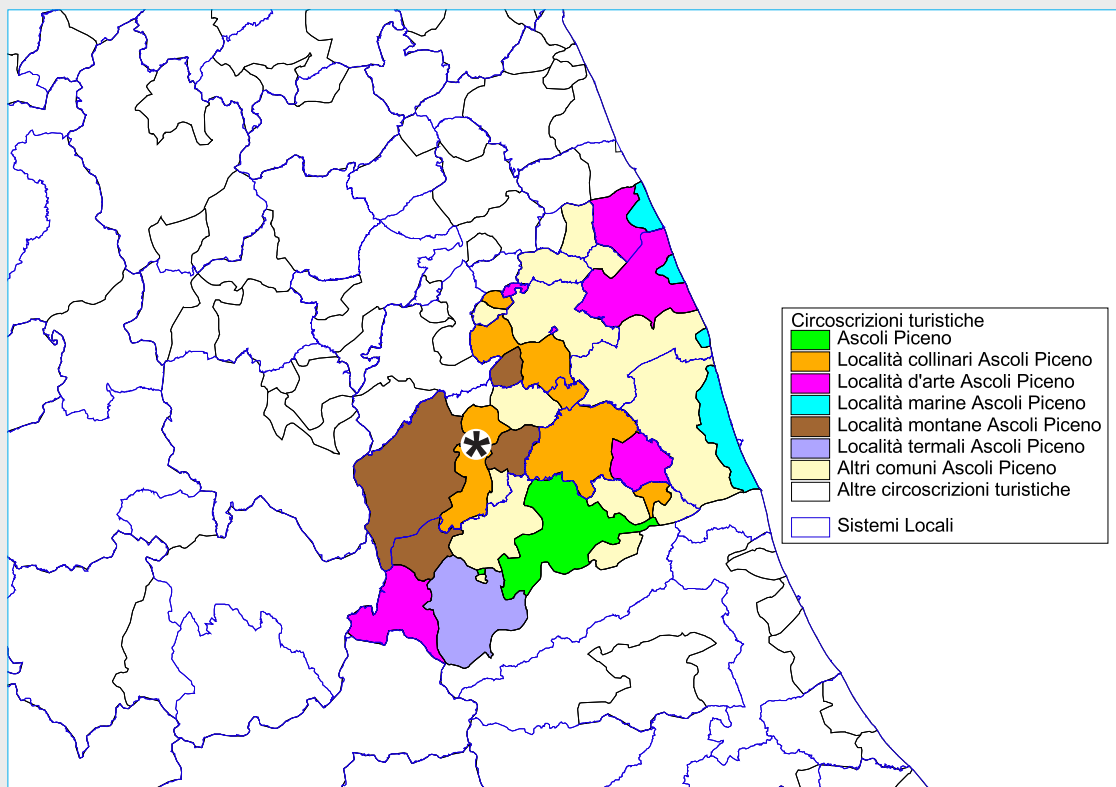 Circoscrizioni turistiche
Ascoli Piceno
Località collinari Ascoli Piceno
Località d'arte Ascoli Piceno
Località marine Ascoli Piceno
Località montane Ascoli Piceno
Località termali Ascoli Piceno
Altri comuni Ascoli Piceno
Altre circoscrizioni turistiche
Sistemi Locali
*